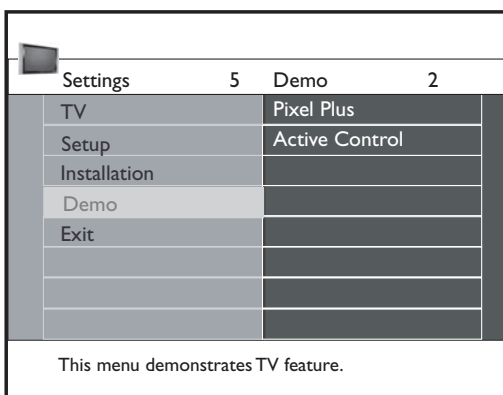 Settings 5 Demo 2
TV Pixel Plus
Setup Active Control
Installation
Demo
Exit
This menu demonstrates TV feature.